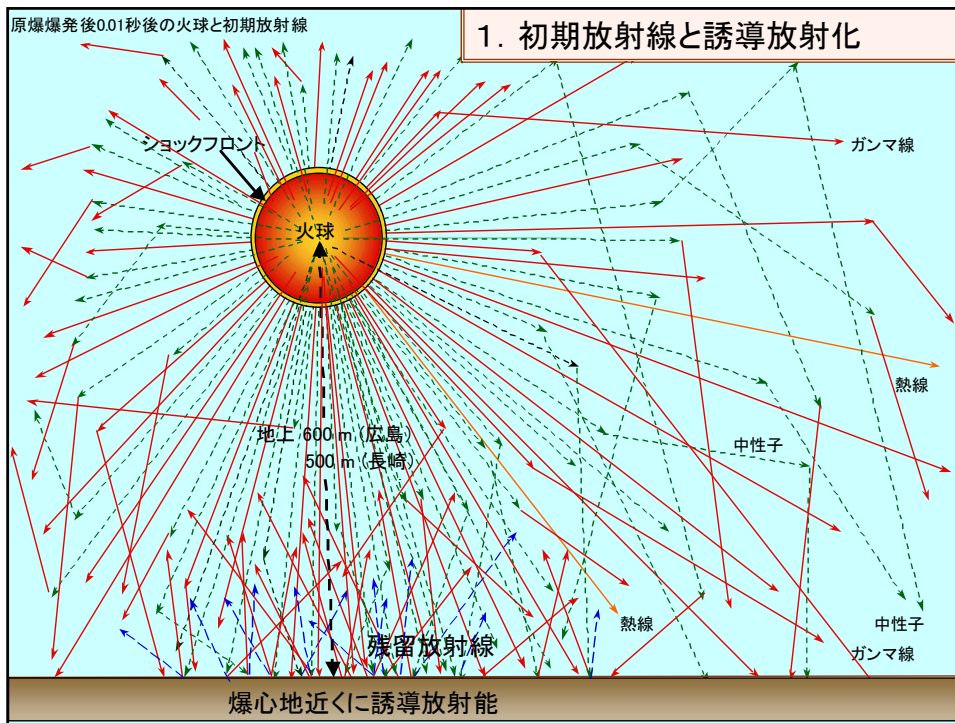 原爆爆発後0.01秒後の火球と初期放射線
１．初期放射線と誘導放射化
ショックフロント
ガンマ線
火球
熱線
地上 600 m (広島)
500 m (長崎)
中性子
熱線
中性子
残留放射線
ガンマ線
爆心地近くに誘導放射能